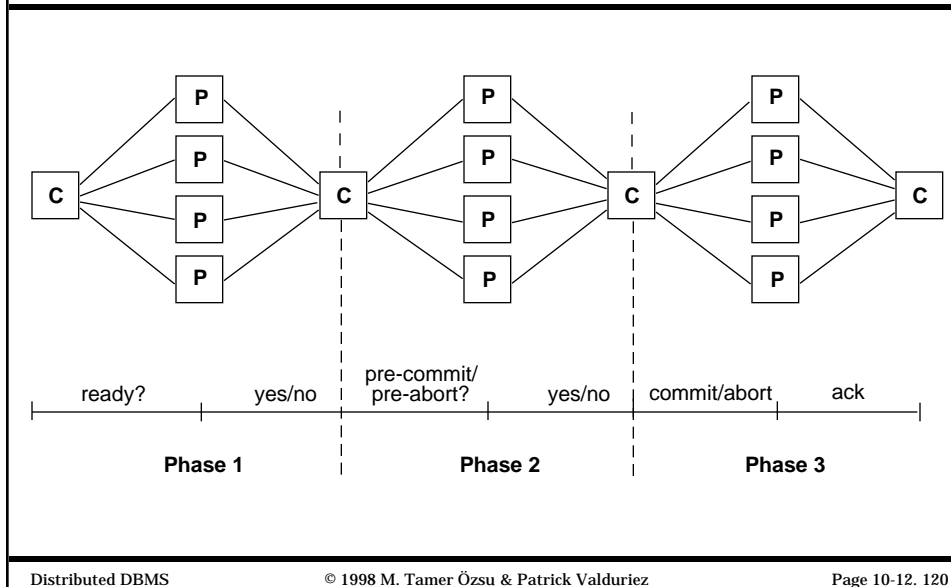 P P P
P P P
C C C C
P P P
P P P
ready? yes/no pre-commit/
pre-abort? yes/no commit/abort ack
Phase 1 Phase 2 Phase 3
Distributed DBMS © 1998 M. Tamer Özsu & Patrick Valduriez Page 10-12. 120